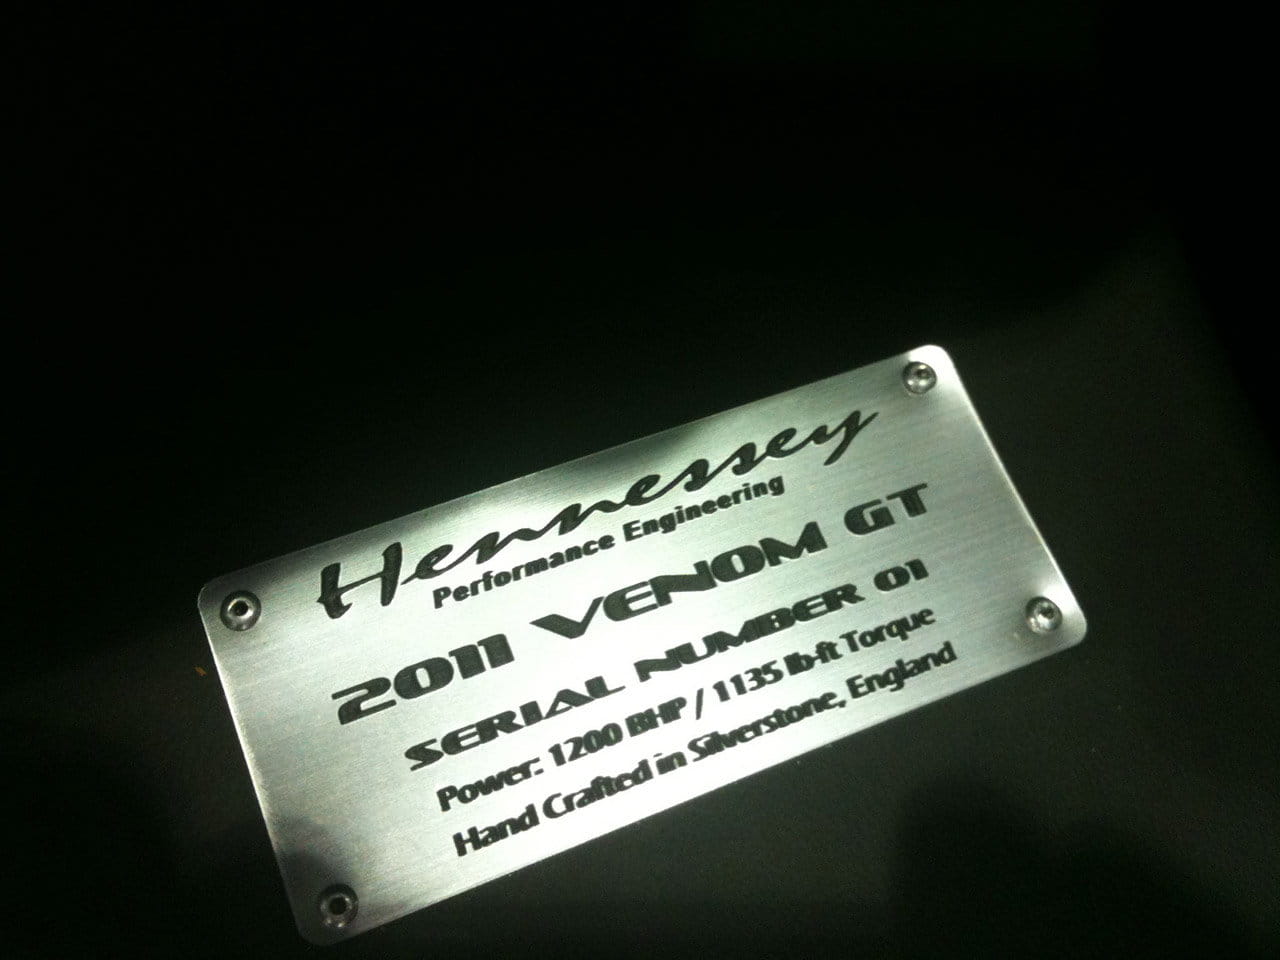 Hennessey
Performance Engineering
2011 VENOM GT
SERIAL NUMBER 01
Power: 1200 BHP / 1135 lb-ft Torque
Hand Crafted in Silverstone, England